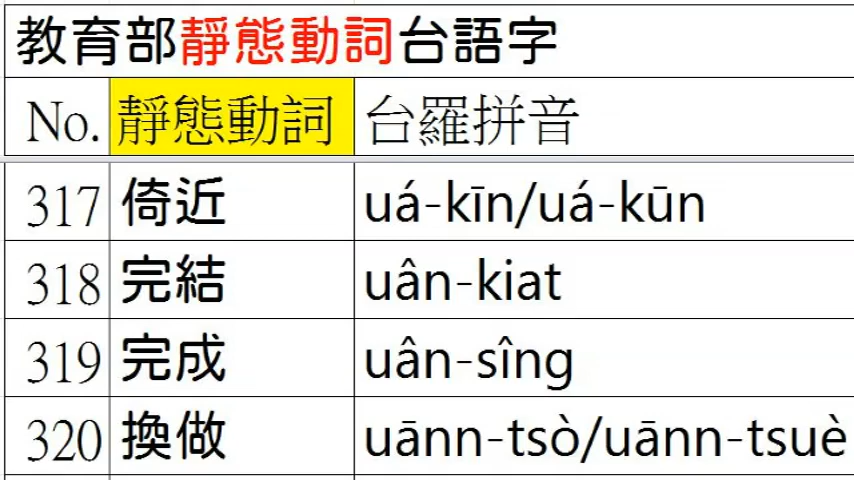 教育部靜態動詞台語字
No. 靜態動詞 台羅拼音
317 倚近 uá-kīn/uá-kūn
318 完結 uân-kiat
319 完成 uân-sîng
320 換做 uānn-tsò/uānn-tsuè